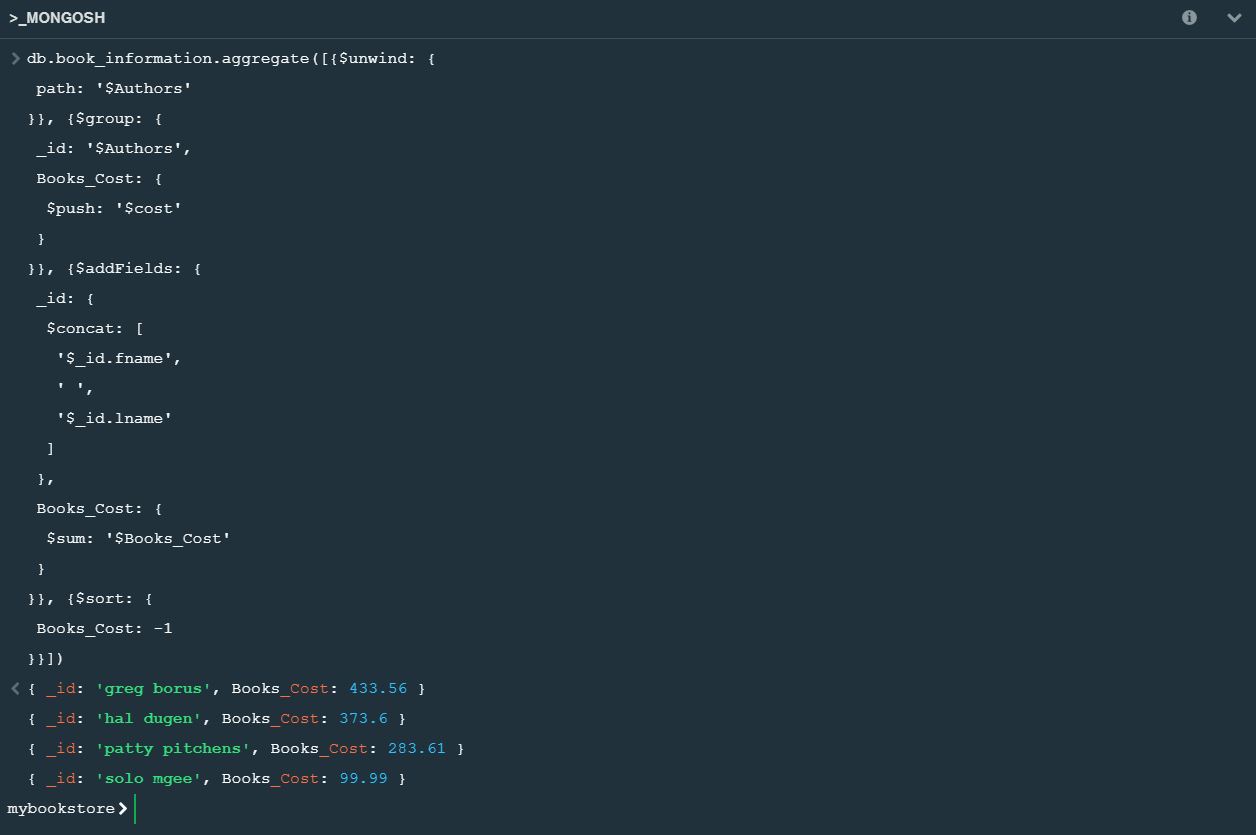 >_MONGOSH
> db.book_information.aggregate([{$unwind: {
path: '$Authors'
}}, {$group: {
_id: '$Authors',
Books_Cost: {
$push: '$cost'
}
}}, {$addFields: {
_id: {
$concat: [
'$_id.fname',
' ',
'$_id.lname'
]
},
Books_Cost: {
$sum: '$Books_Cost'
}
}}, {$sort: {
Books_Cost: -1
}}])
< { _id: 'greg borus', Books_Cost: 433.56 }
{ _id: 'hal dugen', Books_Cost: 373.6 }
{ _id: 'patty pitchens', Books_Cost: 283.61 }
{ _id: 'solo mgee', Books_Cost: 99.99 }
mybookstore>